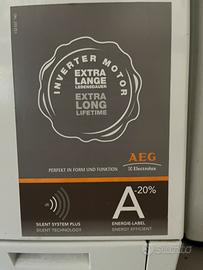 INVERTER MOTOR
EXTRA
LANGE
LEBENSDAUER
EXTRA
LONG
LIFETIME
AEG
PERFEKT IN FORM UND FUNKTION
Electrolux
A-20%
SILENT SYSTEM PLUS
SILENT TECHNOLOGY
ENERGIE-LABEL
ENERGY EFFICIENT
Subito